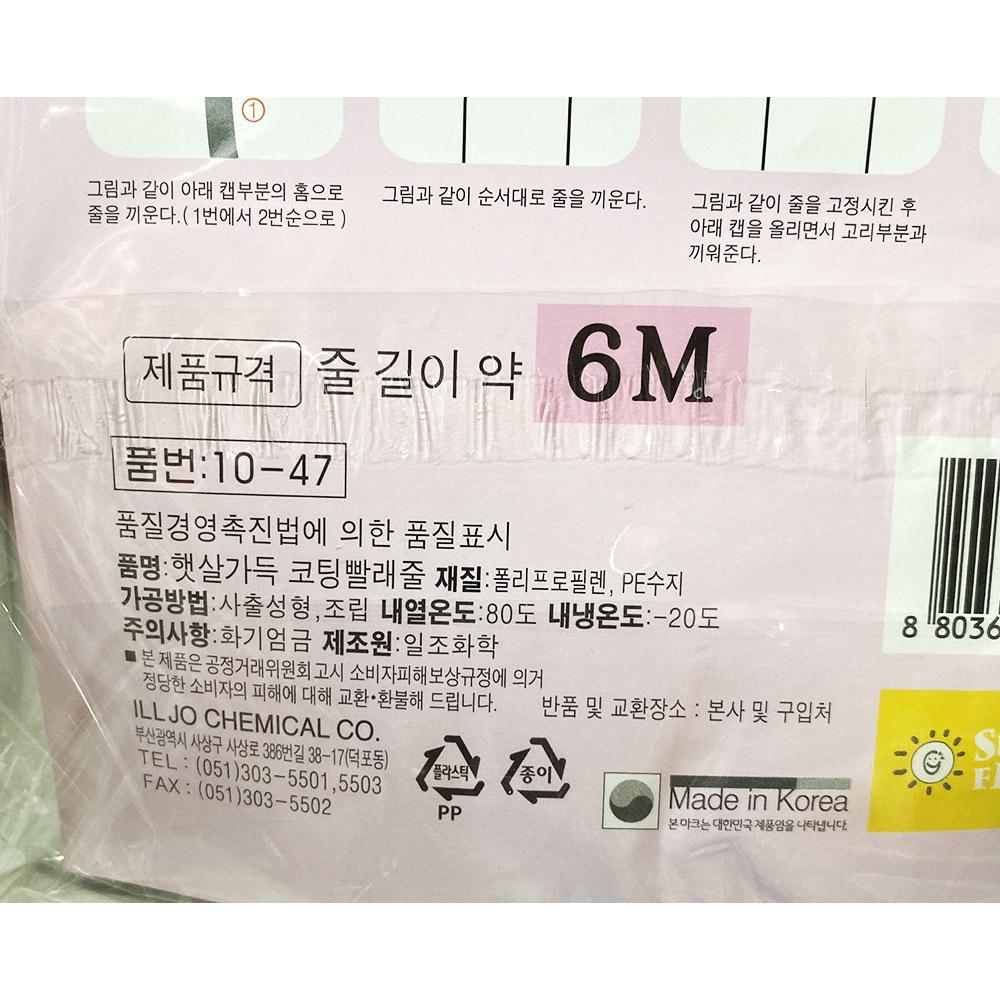 ①
그림과 같이 아래 캡부분의 홈으로
줄을 끼운다.( 1번에서 2번순으로 )
그림과 같이 순서대로 줄을 끼운다.
그림과 같이 줄을 고정시킨 후
아래 캡을 올리면서 고리부분과
끼워준다.
제품규격 줄 길이 약 6M
품번:10-47
품질경영촉진법에 의한 품질표시
품명:햇살가득 코팅빨래줄 재질:폴리프로필렌, PE수지
가공방법:사출성형,조립 내열온도:80도 내냉온도:-20도
주의사항:화기엄금 제조원:일조화학
■ 본 제품은 공정거래위원회 고시 소비자피해보상규정에 의거
정당한 소비자의 피해에 대해 교환•환불해 드립니다.
반품 및 교환장소 : 본사 및 구입처
ILLJO CHEMICAL CO.
부산광역시 사상구 사상로 386번길 38-17(덕포동)
TEL : (051)303-5501,5503
FAX : (051)303-5502
플라스틱
PP
종이
Made in Korea
본 마크는 대한민국 제품임을 나타냅니다.
8 8036